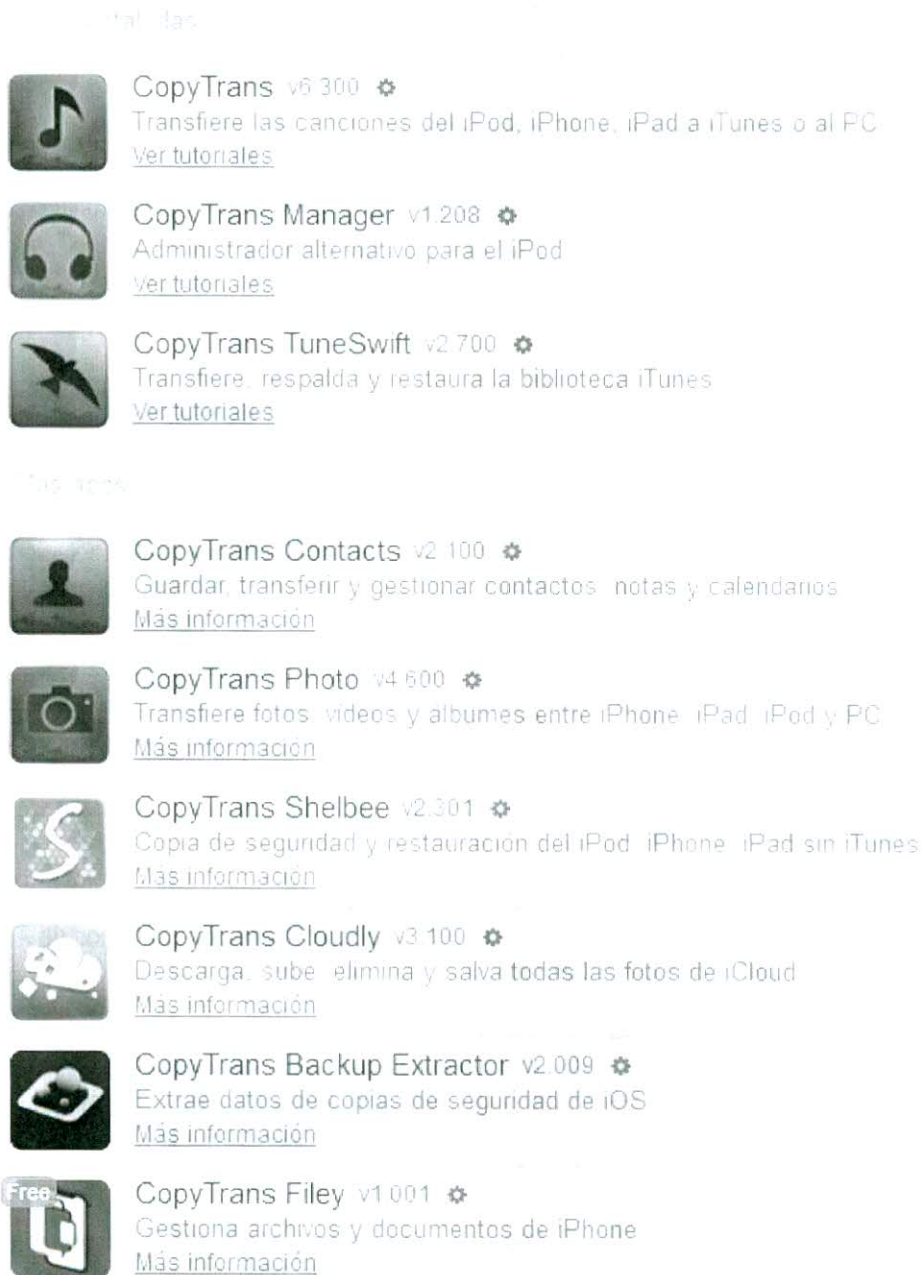 CopyTrans v6.300
Transfiere las canciones del iPod, iPhone, iPad a iTunes o al PC
Ver tutoriales
CopyTrans Manager v1.208
Administrador alternativo para el iPod
Ver tutoriales
CopyTrans TuneSwift v2.700
Transfiere, respalda y restaura la biblioteca iTunes
Ver tutoriales
Más apps
CopyTrans Contacts v2.100
Guardar, transferir y gestionar contactos notas y calendarios
Más información
CopyTrans Photo v4.600
Transfiere fotos videos y albumes entre iPhone iPad iPod y PC
Más información
CopyTrans Shelbee v2.301
Copia de seguridad y restauración del iPod iPhone iPad sin iTunes
Más información
CopyTrans Cloudly v3.100
Descarga, sube elimina y salva todas las fotos de iCloud
Más información
CopyTrans Backup Extractor v2.009
Extrae datos de copias de seguridad de iOS
Más información
Free
CopyTrans Filey v1.001
Gestiona archivos y documentos de iPhone
Más información